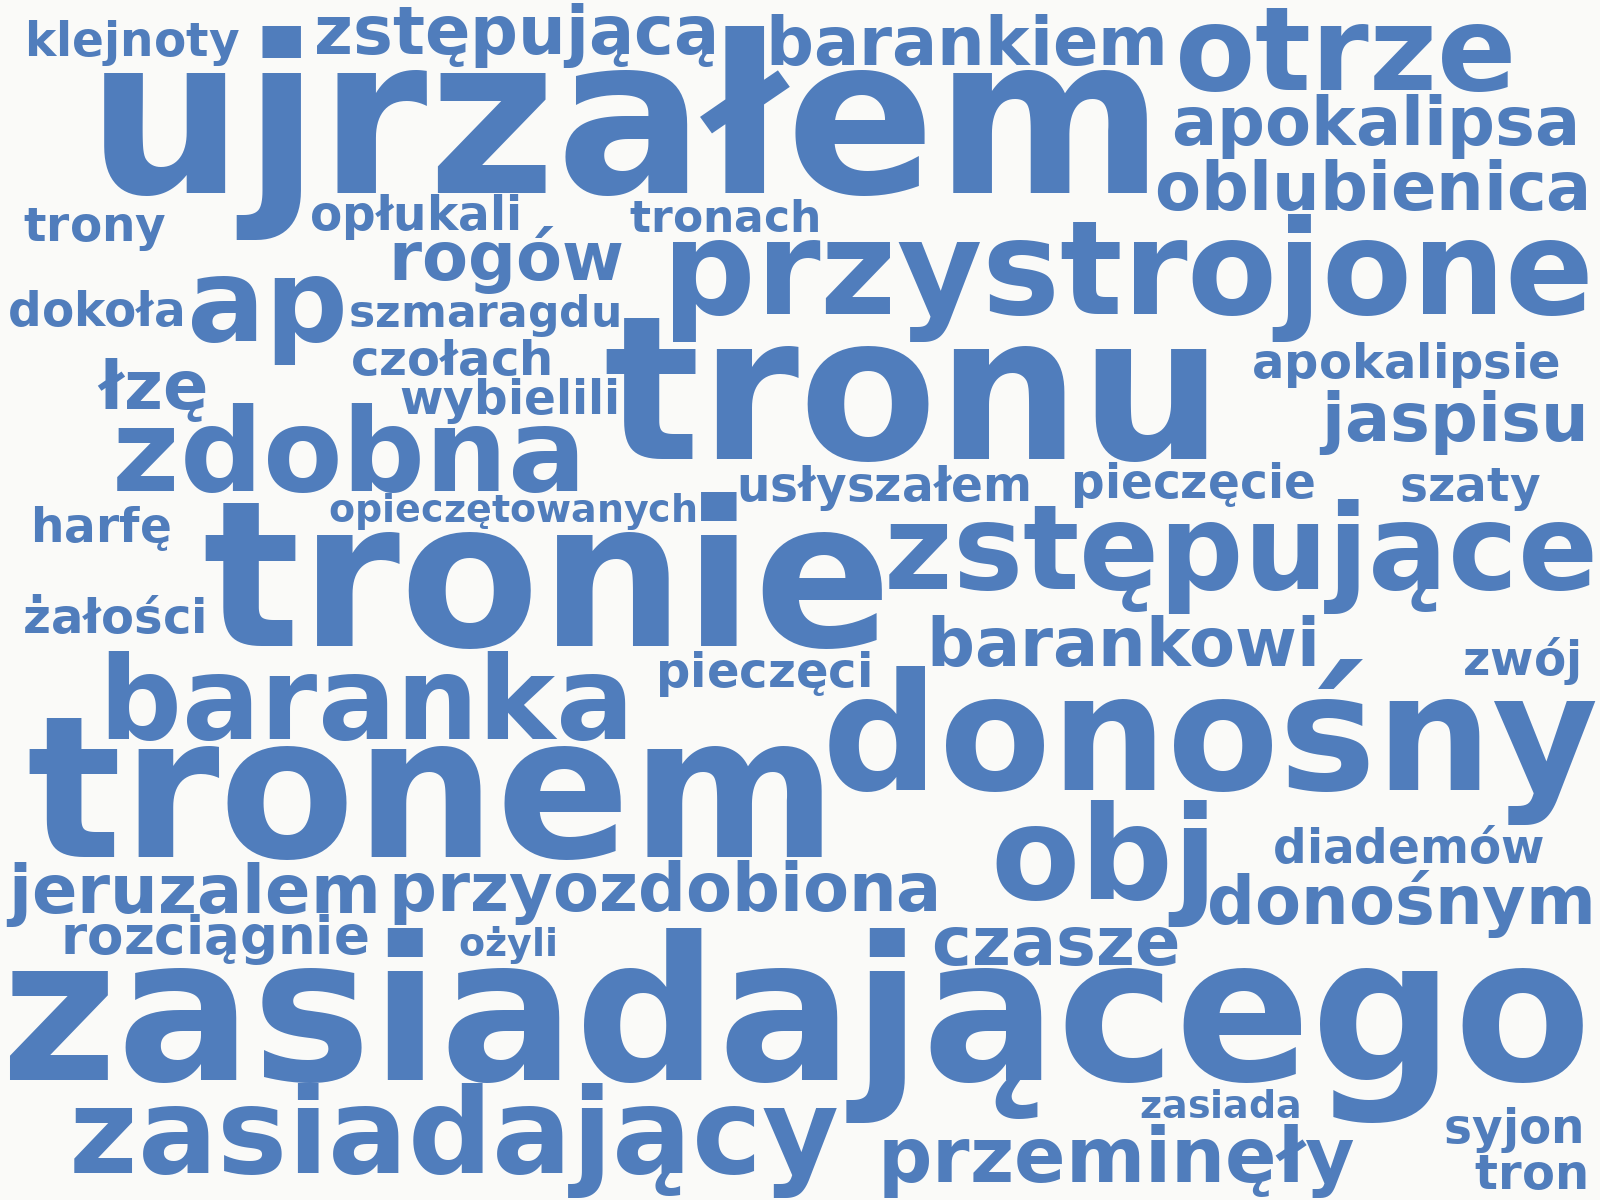 klejnoty
zstępującą
barankiem
otrze
ujrzałem
apokalipsa
oblubienica
trony
opłukali
tronach
rogów
przystrojone
dokoła
ap
szmaragdu
czołach
tronu
apokalipsie
łzę
wybielili
jaspisu
zdobna
usłyszałem
pieczęcie
szaty
harfę
opieczętowanych
tronie
zstępujące
żałości
barankowi
baranka
pieczęci
zwój
donośny
tronem
obj
diademów
jeruzalem
przyozdobiona
donośnym
rozciągnie
ożyli
czasze
zasiadającego
zasiadający
zasiada
przeminęły
syjon
tron